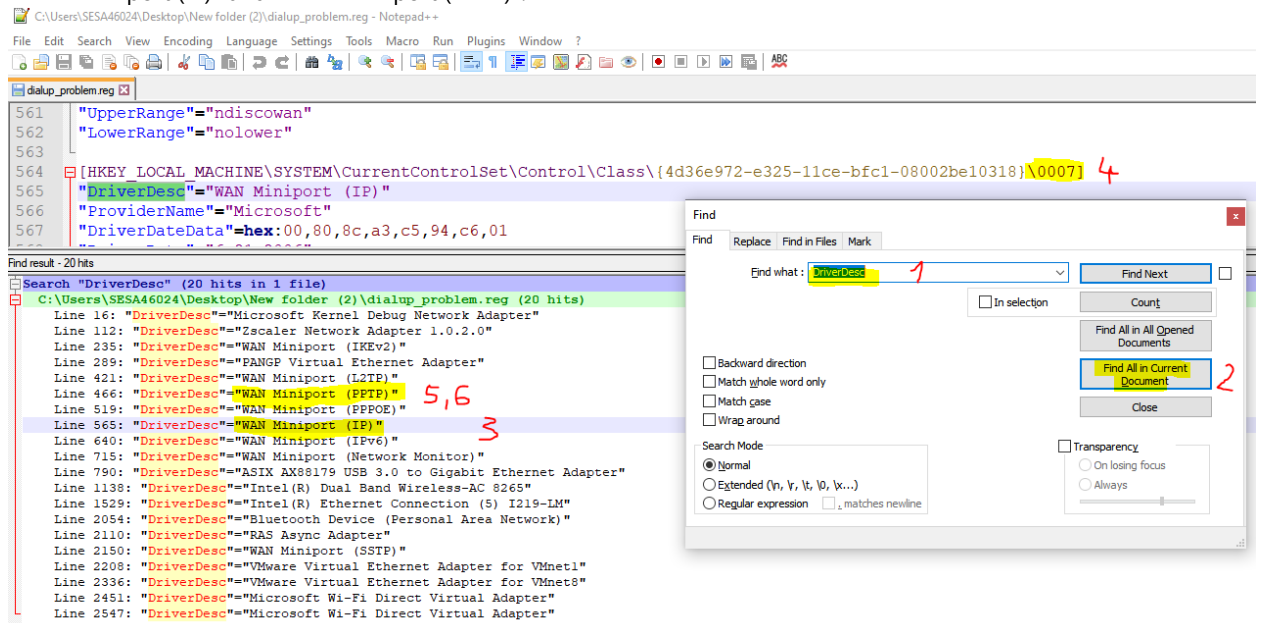 C:\Users\SESA46024\Desktop\New folder (2)\dialup_problem.reg - Notepad++
File Edit Search View Encoding Language Settings Tools Macro Run Plugins Window ?
ABC
dialup_problem.reg
561 "UpperRange"="ndiscowan"
562 "LowerRange"="nolower"
563
564 [HKEY_LOCAL_MACHINE\SYSTEM\CurrentControlSet\Control\Class\{4d36e972-e325-11ce-bfc1-08002be10318}\0007] 4
565 "DriverDesc"="WAN Miniport (IP)"
566 "ProviderName"="Microsoft"
567 "DriverDateData"=hex:00,80,8c,a3,c5,94,c6,01
Find result - 20 hits
Search "DriverDesc" (20 hits in 1 file)
C:\Users\SESA46024\Desktop\New folder (2)\dialup_problem.reg (20 hits)
Line 16: "DriverDesc"="Microsoft Kernel Debug Network Adapter"
Line 112: "DriverDesc"="Zscaler Network Adapter 1.0.2.0"
Line 235: "DriverDesc"="WAN Miniport (IKEv2)"
Line 289: "DriverDesc"="PANGP Virtual Ethernet Adapter"
Line 421: "DriverDesc"="WAN Miniport (L2TP)"
Line 466: "DriverDesc"="WAN Miniport (PPTP)" 5,6
Line 519: "DriverDesc"="WAN Miniport (PPPOE)"
Line 565: "DriverDesc"="WAN Miniport (IP)" 3
Line 640: "DriverDesc"="WAN Miniport (IPv6)"
Line 715: "DriverDesc"="WAN Miniport (Network Monitor)"
Line 790: "DriverDesc"="ASIX AX88179 USB 3.0 to Gigabit Ethernet Adapter"
Line 1138: "DriverDesc"="Intel(R) Dual Band Wireless-AC 8265"
Line 1529: "DriverDesc"="Intel(R) Ethernet Connection (5) I219-LM"
Line 2054: "DriverDesc"="Bluetooth Device (Personal Area Network)"
Line 2110: "DriverDesc"="RAS Async Adapter"
Line 2150: "DriverDesc"="WAN Miniport (SSTP)"
Line 2208: "DriverDesc"="VMware Virtual Ethernet Adapter for VMnet1"
Line 2336: "DriverDesc"="VMware Virtual Ethernet Adapter for VMnet8"
Line 2451: "DriverDesc"="Microsoft Wi-Fi Direct Virtual Adapter"
Line 2547: "DriverDesc"="Microsoft Wi-Fi Direct Virtual Adapter"
Find
Find Replace Find in Files Mark
Find what : DriverDesc 1
Find Next
In selection
Count
Find All in All Opened
Documents
Find All in Current
Document 2
Close
Backward direction
Match whole word only
Match case
Wrap around
Search Mode
Normal
Extended (\n, \r, \t, \0, \x...)
Regular expression
. matches newline
Transparency
On losing focus
Always